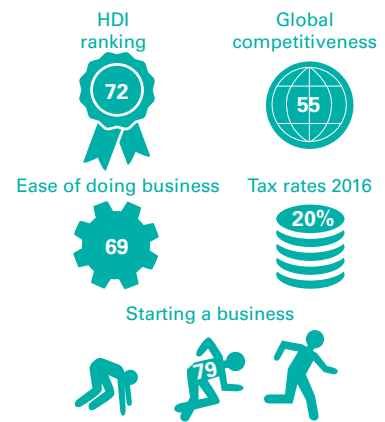 HDI
ranking
72
Global
competitiveness
55
Ease of doing business
69
Tax rates 2016
20%
Starting a business
79